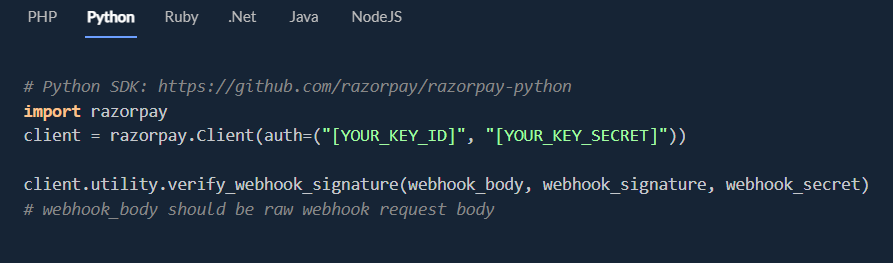 PHP Python Ruby .Net Java NodeJS
# Python SDK: https://github.com/razorpay/razorpay-python
import razorpay
client = razorpay.Client(auth=("[YOUR_KEY_ID]", "[YOUR_KEY_SECRET]"))
client.utility.verify_webhook_signature(webhook_body, webhook_signature, webhook_secret)
# webhook_body should be raw webhook request body